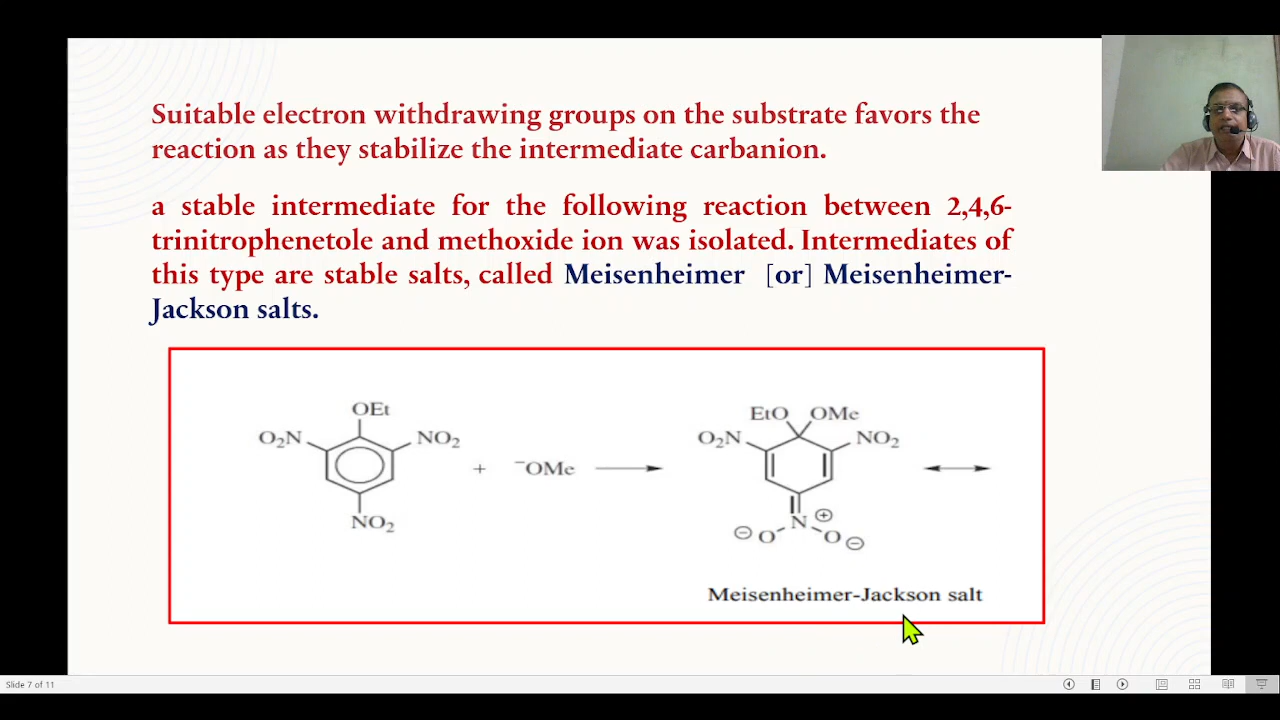 Suitable electron withdrawing groups on the substrate favors the
reaction as they stabilize the intermediate carbanion.
a stable intermediate for the following reaction between 2,4,6-
trinitrophenetole and methoxide ion was isolated. Intermediates of
this type are stable salts, called Meisenheimer [or] Meisenheimer-
Jackson salts.
OEt
O₂N NO₂
NO₂
+ ⁻OMe
EtO OMe
O₂N NO₂
N ⊕
⊖ O O ⊖
Meisenheimer-Jackson salt
Slide 7 of 11